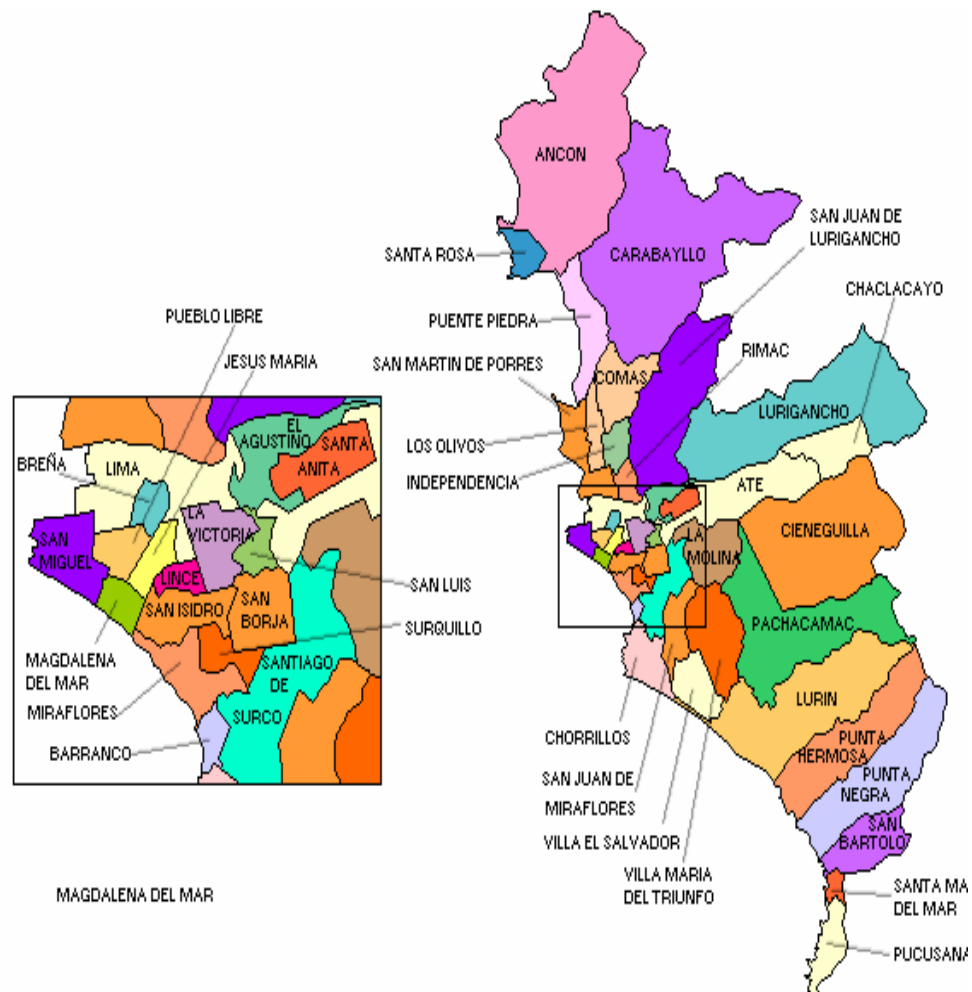 ANCON
SAN JUAN DE
LURIGANCHO
SANTA ROSA
CARABAYLLO
CHACLACAYO
PUEBLO LIBRE
PUENTE PIEDRA
RIMAC
JESUS MARIA
SAN MARTIN DE PORRES
COMAS
LURIGANCHO
LOS OLIVOS
INDEPENDENCIA
ATE
CIENEGUILLA
LA
MOLINA
PACHACAMAC
LURIN
PUNTA
HERMOSA
PUNTA
NEGRA
SAN
BARTOLO
CHORRILLOS
SAN JUAN DE
MIRAFLORES
VILLA EL SALVADOR
VILLA MARIA
DEL TRIUNFO
SANTA MA
DEL MAR
PUCUSANA
EL
AGUSTINO
SANTA
ANITA
BREÑA
LIMA
LA
VICTORIA
SAN
MIGUEL
LINCE
SAN LUIS
SAN ISIDRO
SAN
BORJA
SURQUILLO
MAGDALENA
DEL MAR
SANTIAGO
DE
SURCO
MIRAFLORES
BARRANCO
MAGDALENA DEL MAR